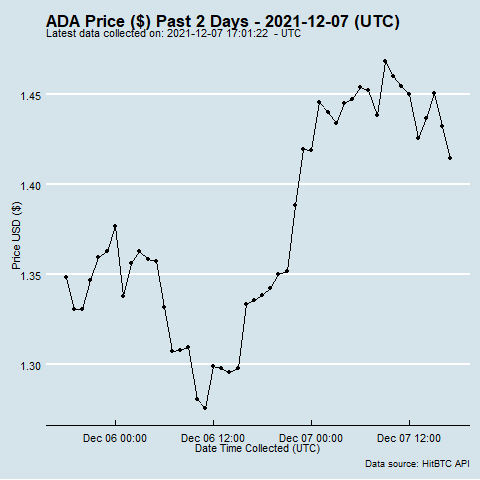 ADA Price ($) Past 2 Days - 2021-12-07 (UTC)
Latest data collected on: 2021-12-07 17:01:22  - UTC
1.45
1.40
1.35
1.30
Price USD ($)
Dec 06 00:00 Dec 06 12:00 Dec 07 00:00 Dec 07 12:00
Date Time Collected (UTC)
Data source: HitBTC API